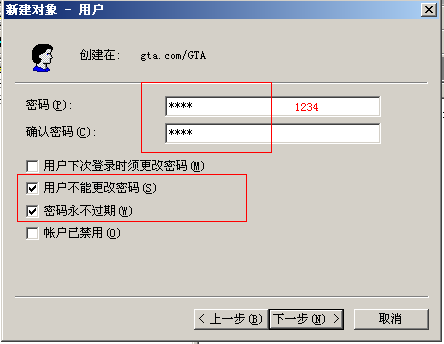 新建对象 - 用户
创建在: gta.com/GTA
密码(P): **** 1234
确认密码(C): ****
用户下次登录时须更改密码(M)
用户不能更改密码(S)
密码永不过期(W)
帐户已禁用(O)
< 上一步(B) 下一步(N) > 取消